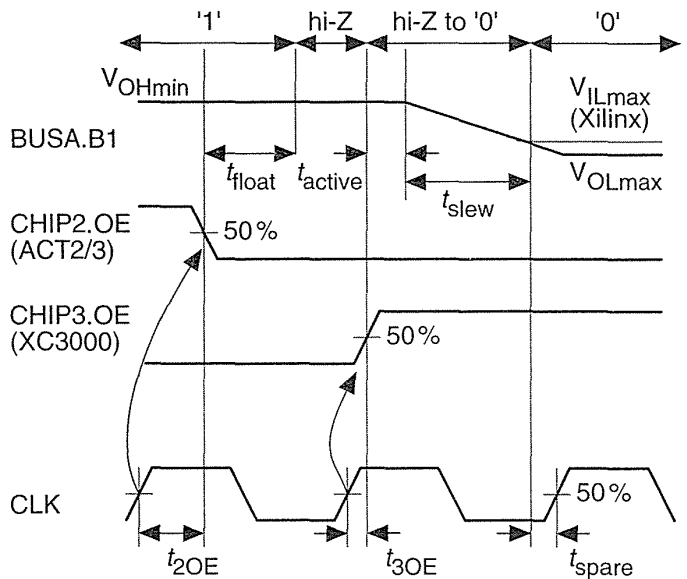 '1' hi-Z hi-Z to '0' '0'
VOHmin
VILmax
(Xilinx)
BUSA.B1
tfloat tactive
tslew
VOLmax
CHIP2.OE
(ACT2/3)
50%
CHIP3.OE
(XC3000)
50%
CLK
50%
t2OE t3OE tspare